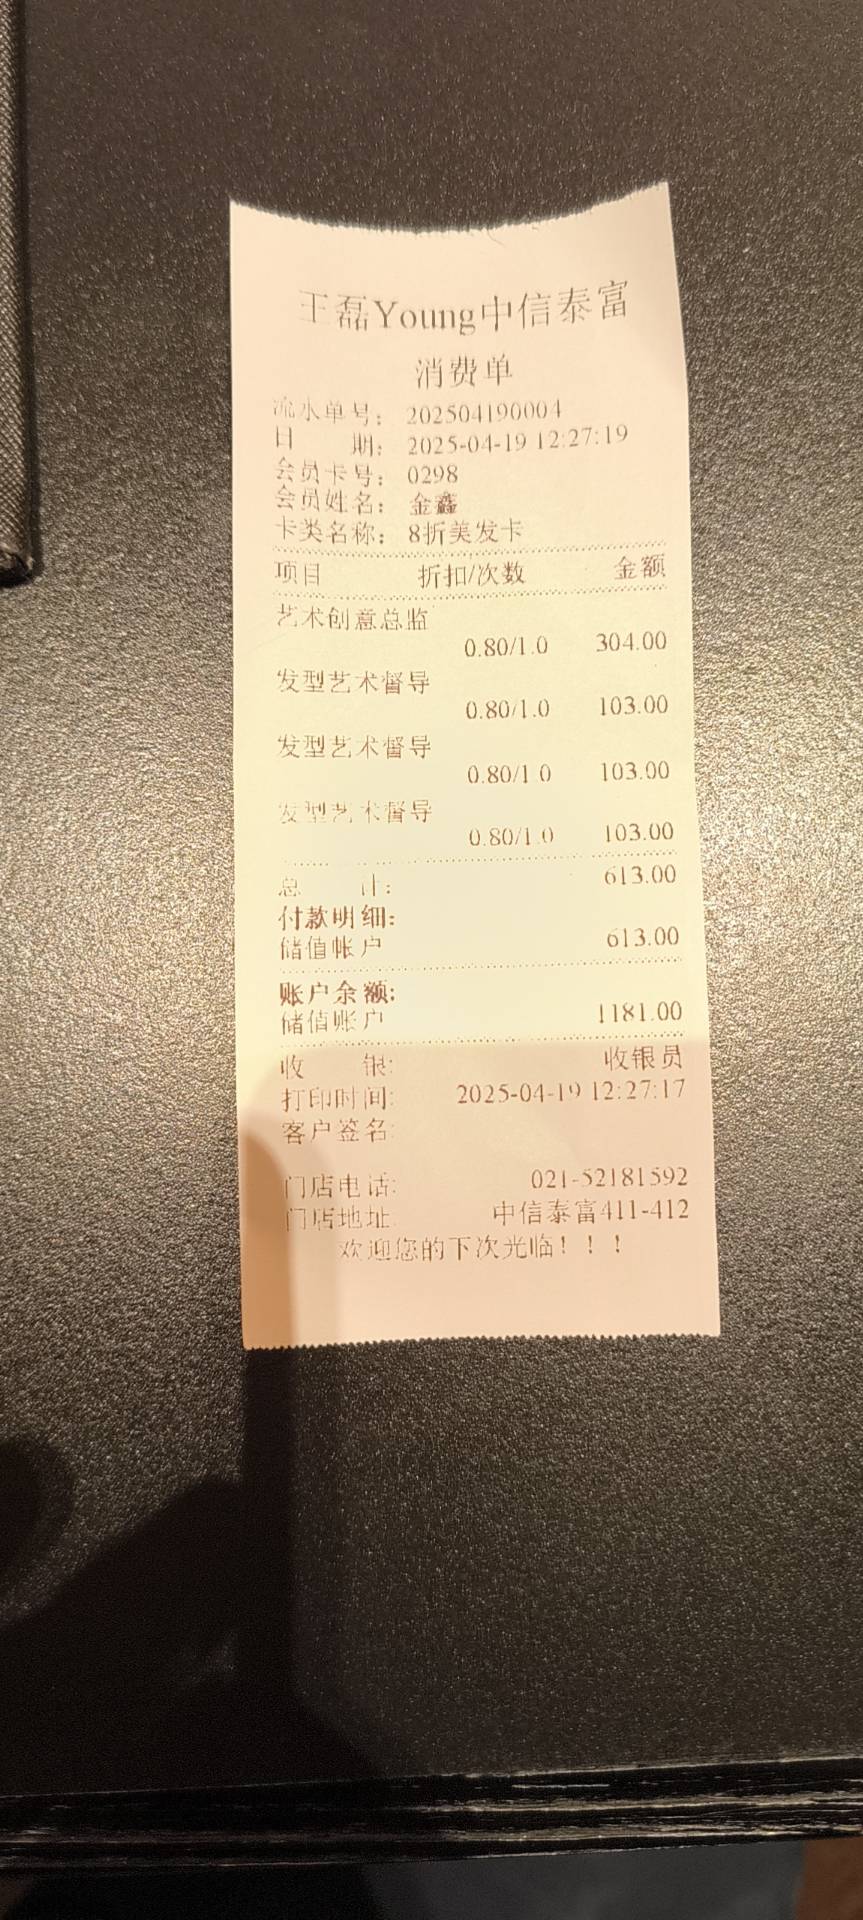 王磊Young中信泰富
消费单
流水单号： 202504190004
日 期： 2025-04-19 12:27:19
会员卡号： 0298
会员姓名： 金鑫
卡类名称： 8折美发卡
项目 折扣/次数 金额
艺术创意总监
0.80/1.0 304.00
发型艺术督导
0.80/1.0 103.00
发型艺术督导
0.80/1.0 103.00
发型艺术督导
0.80/1.0 103.00
总 计: 613.00
付款明细:
储值帐户 613.00
账户余额:
储值账户 1181.00
收 银: 收银员
打印时间: 2025-04-19 12:27:17
客户签名:
门店电话: 021-52181592
门店地址: 中信泰富411-412
欢迎您的下次光临！！！